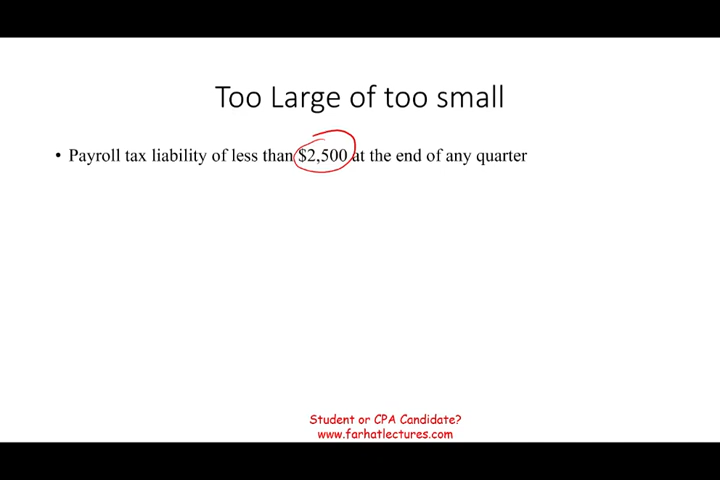 Too Large of too small
• Payroll tax liability of less than $2,500 at the end of any quarter
Student or CPA Candidate?
www.farhatlectures.com